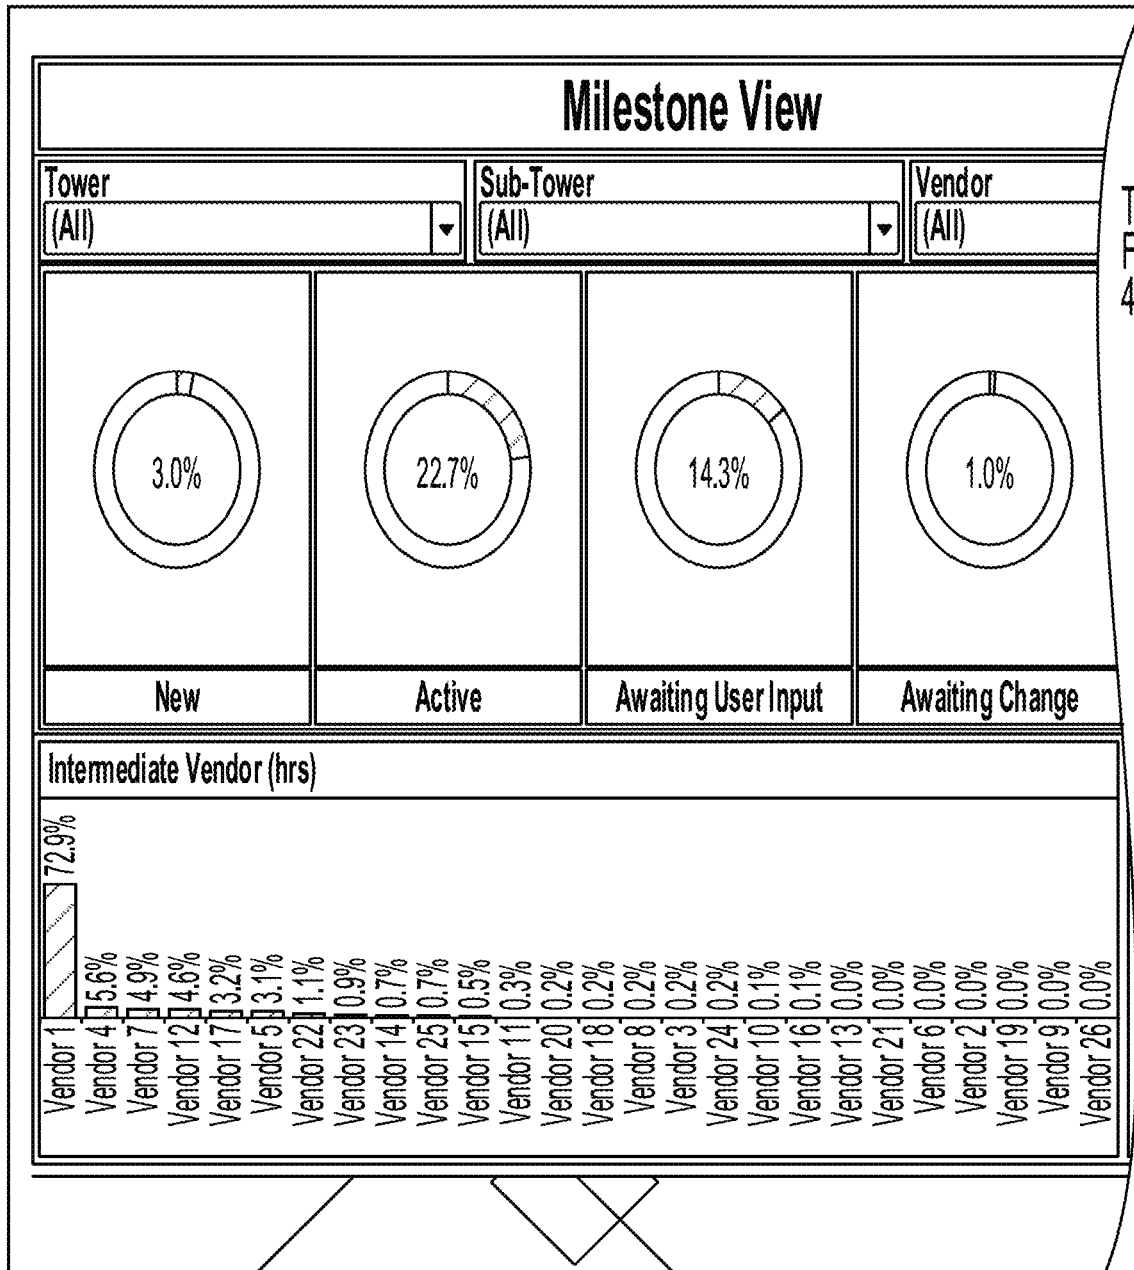 Milestone View
Tower
(All)
Sub-Tower
(All)
Vendor
(All)
T
F
4
3.0%
22.7%
14.3%
1.0%
New
Active
Awaiting User Input
Awaiting Change
Intermediate Vendor (hrs)
72.9%
5.6%
4.9%
4.6%
3.2%
3.1%
1.1%
0.9%
0.7%
0.7%
0.5%
0.3%
0.2%
0.2%
0.2%
0.2%
0.2%
0.1%
0.1%
0.0%
0.0%
0.0%
0.0%
0.0%
0.0%
0.0%
Vendor 1
Vendor 4
Vendor 7
Vendor 12
Vendor 17
Vendor 5
Vendor 22
Vendor 23
Vendor 14
Vendor 25
Vendor 15
Vendor 11
Vendor 20
Vendor 18
Vendor 8
Vendor 3
Vendor 24
Vendor 10
Vendor 16
Vendor 13
Vendor 21
Vendor 6
Vendor 2
Vendor 19
Vendor 9
Vendor 26